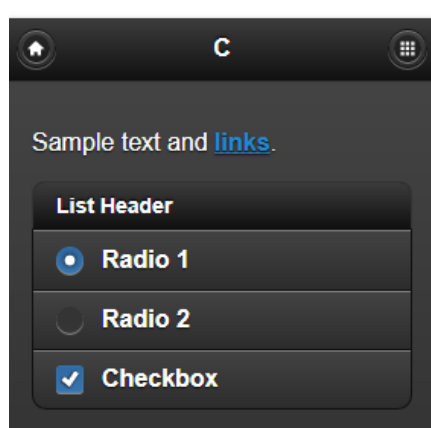 C
Sample text and links.
List Header
Radio 1
Radio 2
Checkbox